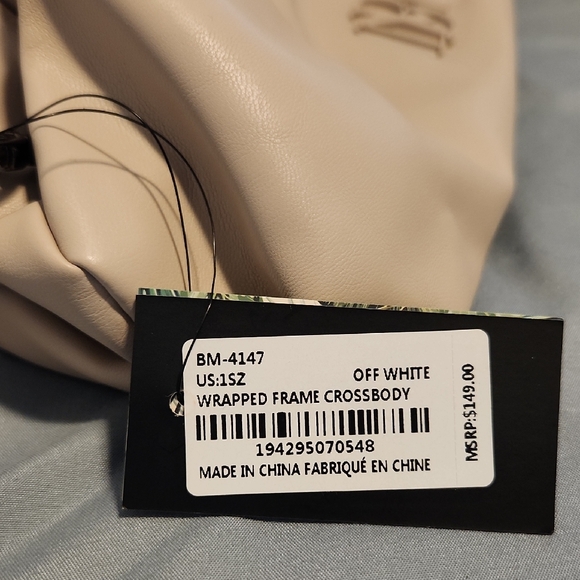 BM-4147
US:1SZ OFF WHITE
WRAPPED FRAME CROSSBODY
194295070548
MADE IN CHINA FABRIQUÉ EN CHINE
MSRP:$149.00